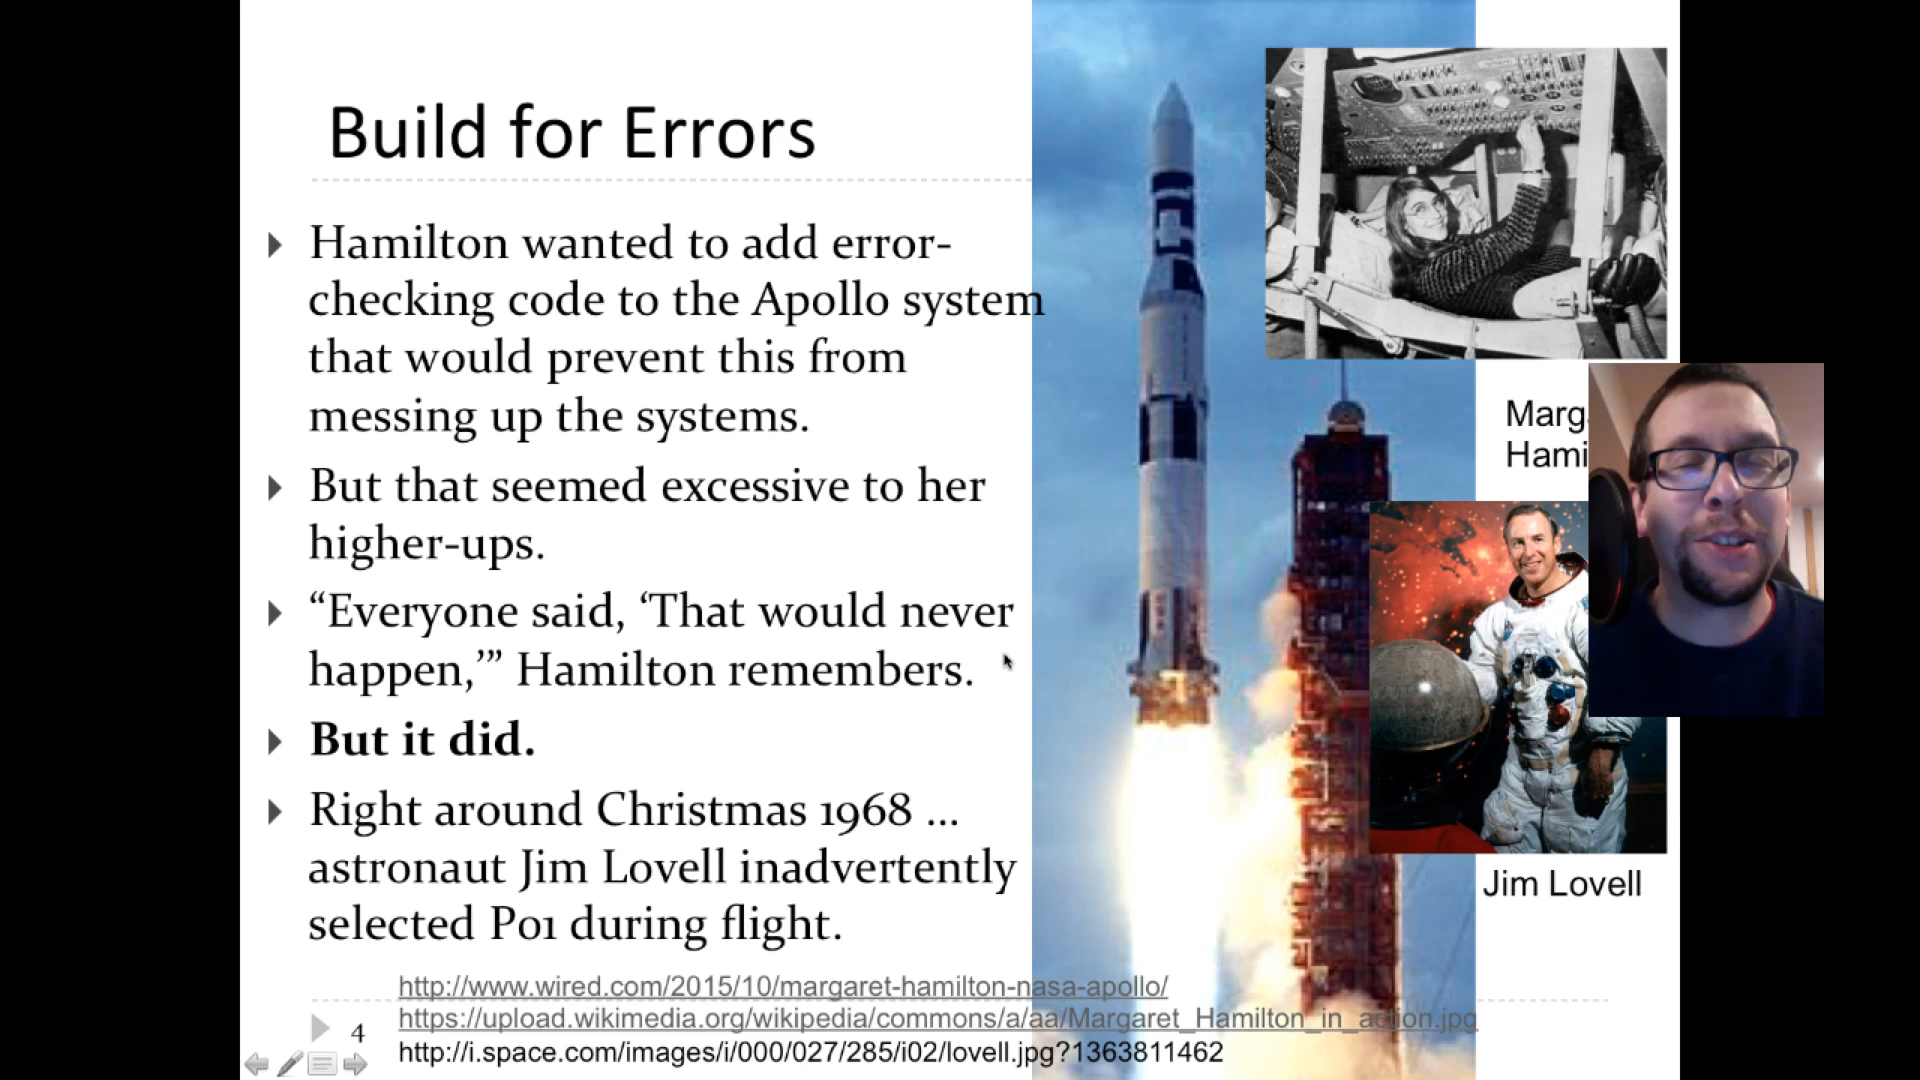 Build for Errors
Hamilton wanted to add error-
checking code to the Apollo system
that would prevent this from
messing up the systems.
But that seemed excessive to her
higher-ups.
“Everyone said, ‘That would never
happen,’” Hamilton remembers.
But it did.
Right around Christmas 1968 ...
astronaut Jim Lovell inadvertently
selected P01 during flight.
Marg
Hami
Jim Lovell
http://www.wired.com/2015/10/margaret-hamilton-nasa-apollo/
https://upload.wikimedia.org/wikipedia/commons/a/aa/Margaret_Hamilton_in_action.jpg
http://i.space.com/images/i/000/027/285/i02/lovell.jpg?1363811462
4